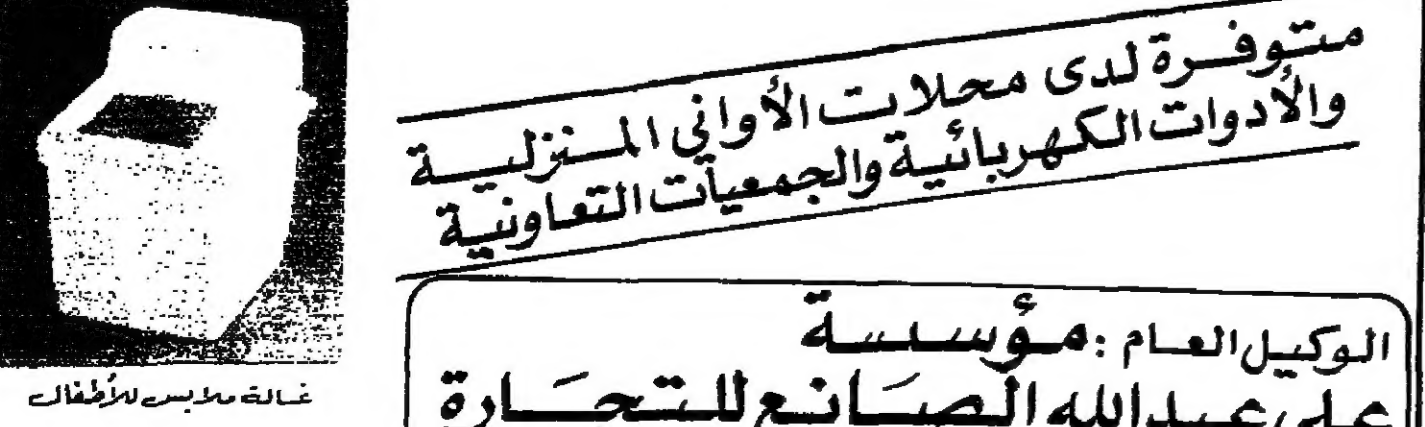 متوفرة لدى محلات الأواني المنزلية
والأدوات الكهربائية والجمعيات التعاونية
الوكيل العام : مؤسسة
علي عبدالله الصانع للتجارة
غسالة ملابس للأطفال